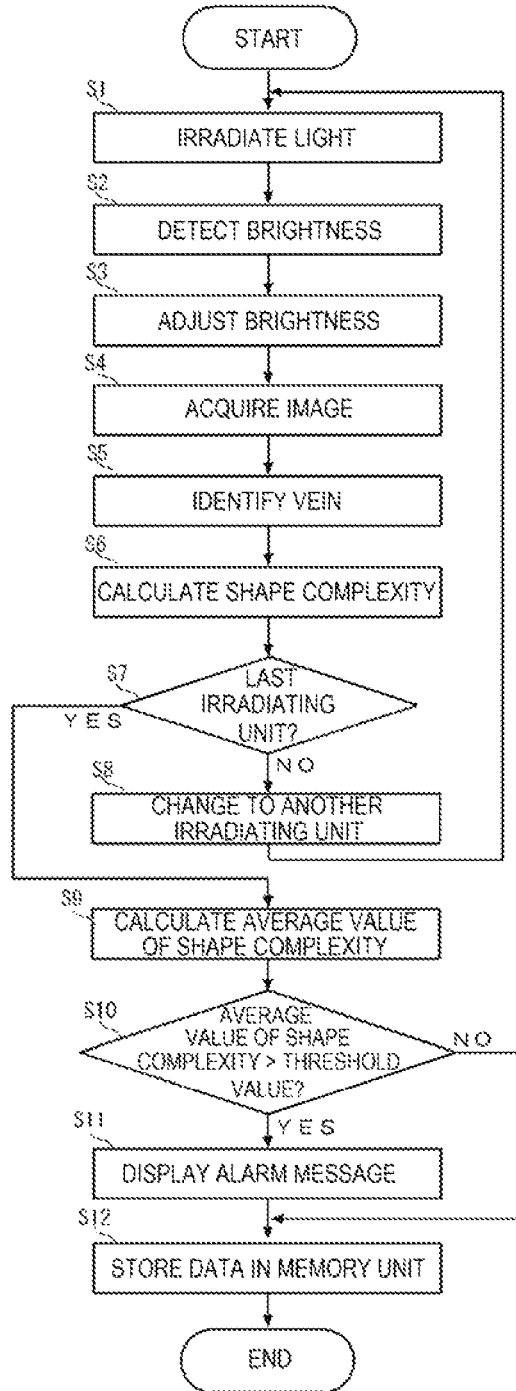 START
S1
IRRADIATE LIGHT
S2
DETECT BRIGHTNESS
S3
ADJUST BRIGHTNESS
S4
ACQUIRE IMAGE
S5
IDENTIFY VEIN
S6
CALCULATE SHAPE COMPLEXITY
S7
LAST
IRRADIATING
UNIT?
YES
NO
S8
CHANGE TO ANOTHER
IRRADIATING UNIT
S9
CALCULATE AVERAGE VALUE
OF SHAPE COMPLEXITY
S10
AVERAGE
VALUE OF SHAPE
COMPLEXITY > THRESHOLD
VALUE?
NO
YES
S11
DISPLAY ALARM MESSAGE
S12
STORE DATA IN MEMORY UNIT
END